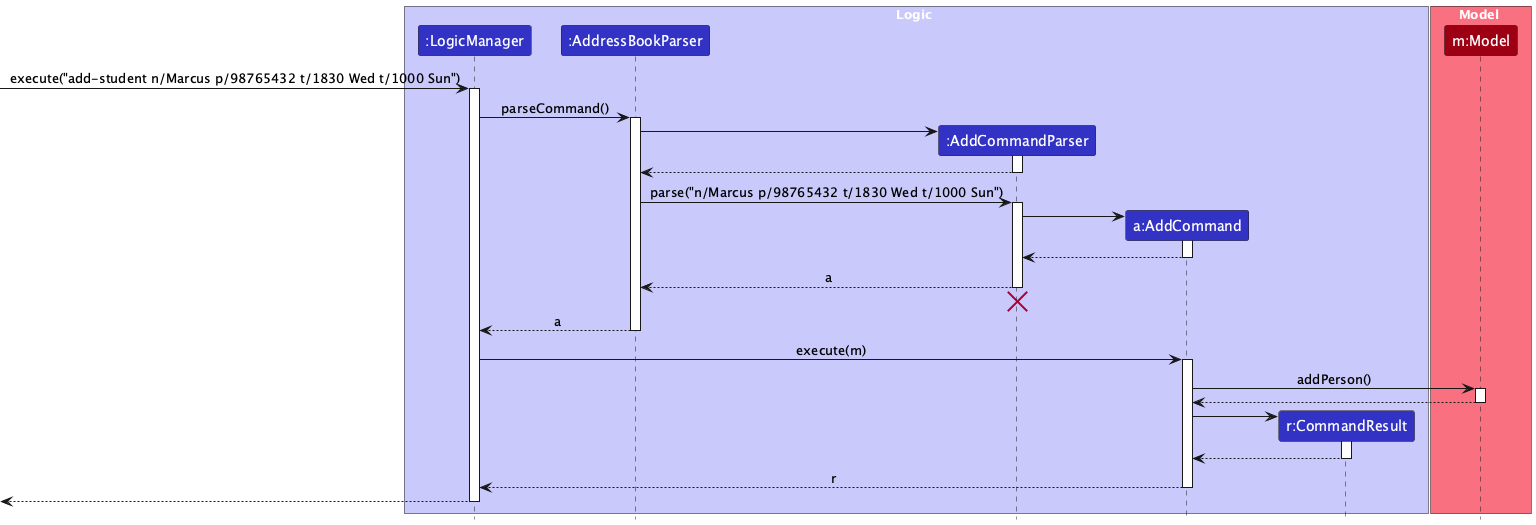 Logic
Model
:LogicManager
:AddressBookParser
m:Model
execute("add-student n/Marcus p/98765432 t/1830 Wed t/1000 Sun")
parseCommand()
:AddCommandParser
parse("n/Marcus p/98765432 t/1830 Wed t/1000 Sun")
a:AddCommand
a
a
execute(m)
addPerson()
r:CommandResult
r